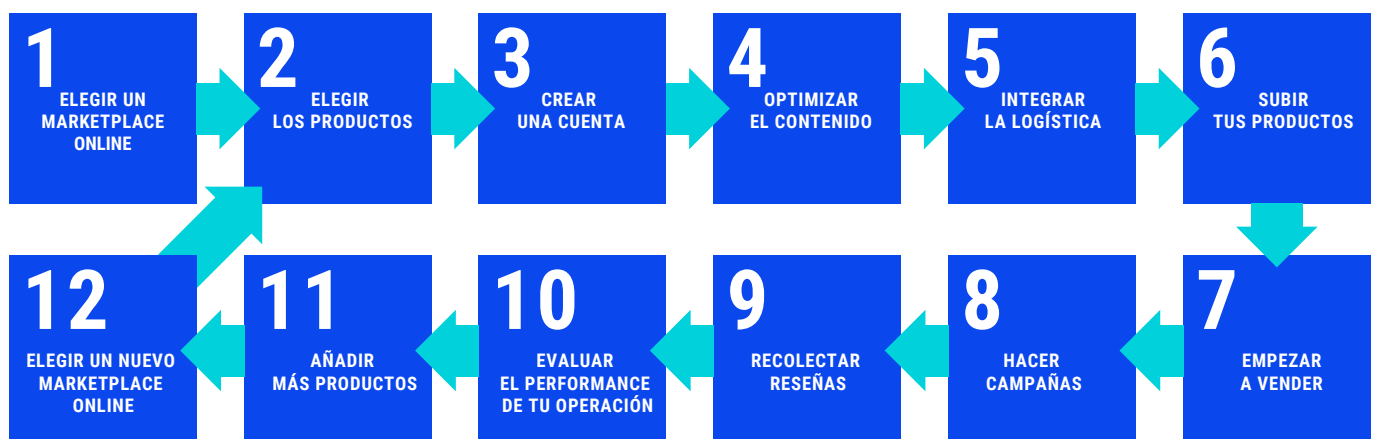 1
ELEGIR UN
MARKETPLACE
ONLINE
2
ELEGIR
LOS PRODUCTOS
3
CREAR
UNA CUENTA
4
OPTIMIZAR
EL CONTENIDO
5
INTEGRAR
LA LOGÍSTICA
6
SUBIR
TUS PRODUCTOS
7
EMPEZAR
A VENDER
8
HACER
CAMPAÑAS
9
RECOLECTAR
RESEÑAS
10
EVALUAR
EL PERFORMANCE
DE TU OPERACIÓN
11
AÑADIR
MÁS PRODUCTOS
12
ELEGIR UN NUEVO
MARKETPLACE
ONLINE